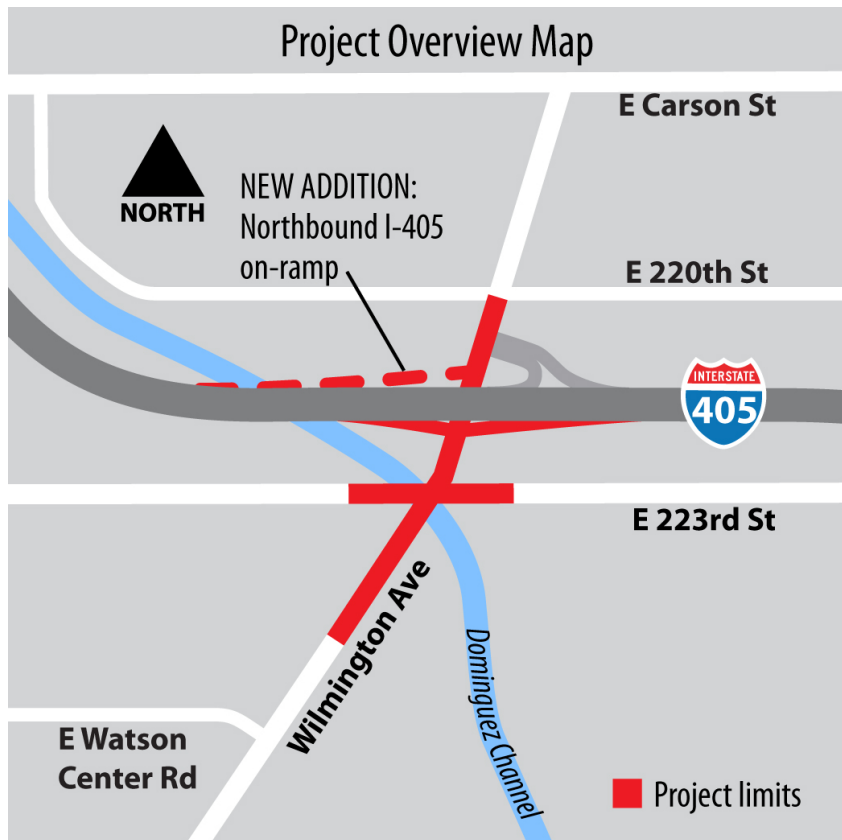 Project Overview Map
E Carson St
NORTH
NEW ADDITION:
Northbound I-405
on-ramp
E 220th St
INTERSTATE
405
E 223rd St
Wilmington Ave
Dominguez Channel
E Watson
Center Rd
Project limits